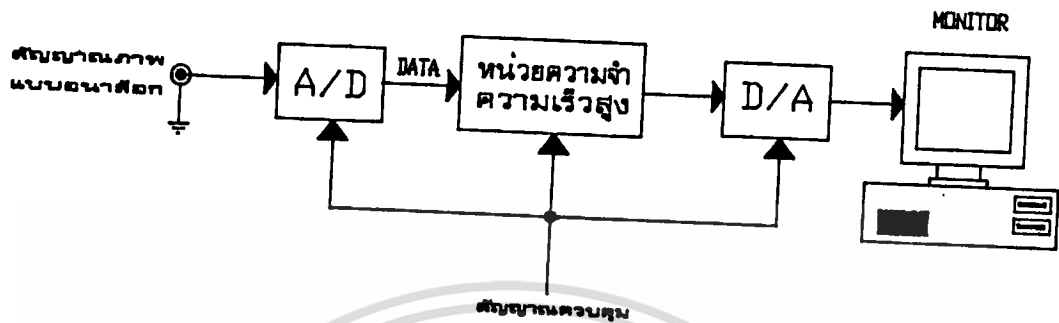 MONITOR
สัญญาณภาพ
แบบอนาลอก
A/D
DATA
หน่วยความจำ
ความเร็วสูง
D/A
สัญญาณควบคุม